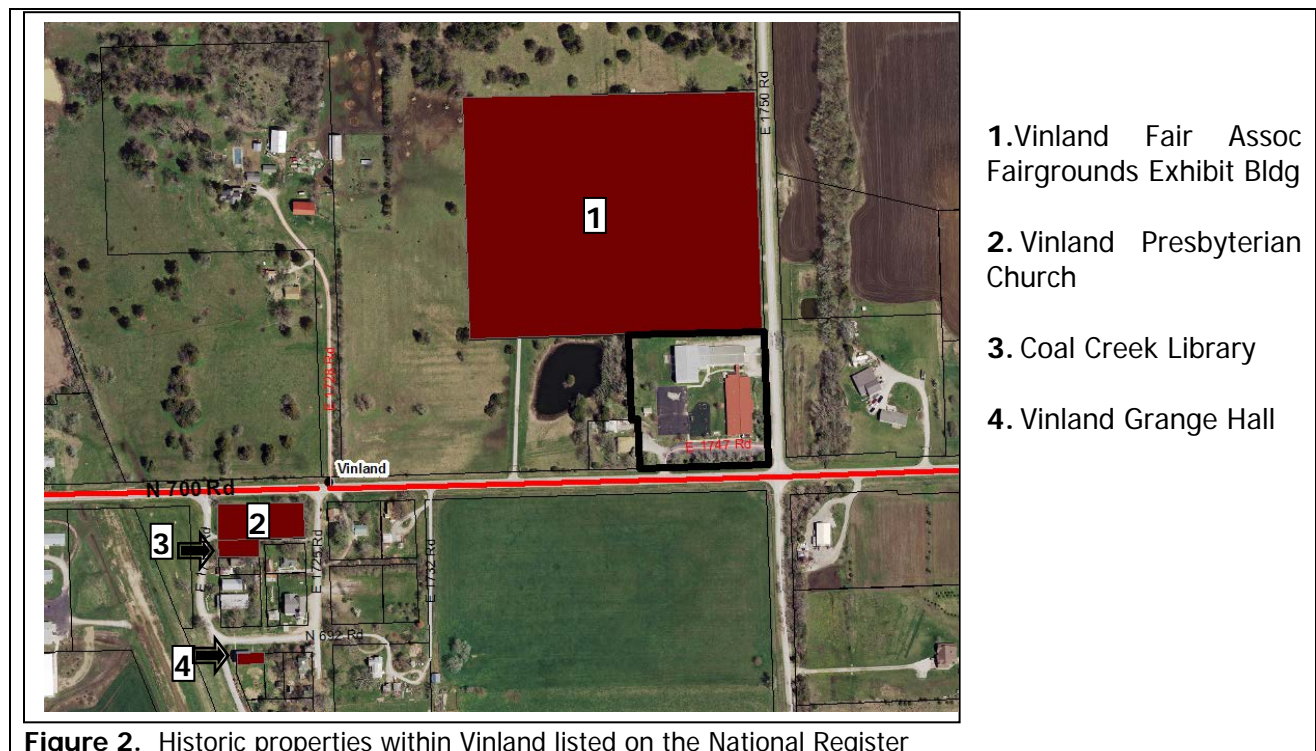 E 1750 Rd
1
E 1728 Rd
E 1747 Rd
Vinland
N 700 Rd
2
3
E 1725 Rd
E 1732 Rd
N 692 Rd
4
1.Vinland Fair Assoc
Fairgrounds Exhibit Bldg
2. Vinland Presbyterian
Church
3. Coal Creek Library
4. Vinland Grange Hall
Figure 2. Historic properties within Vinland listed on the National Register